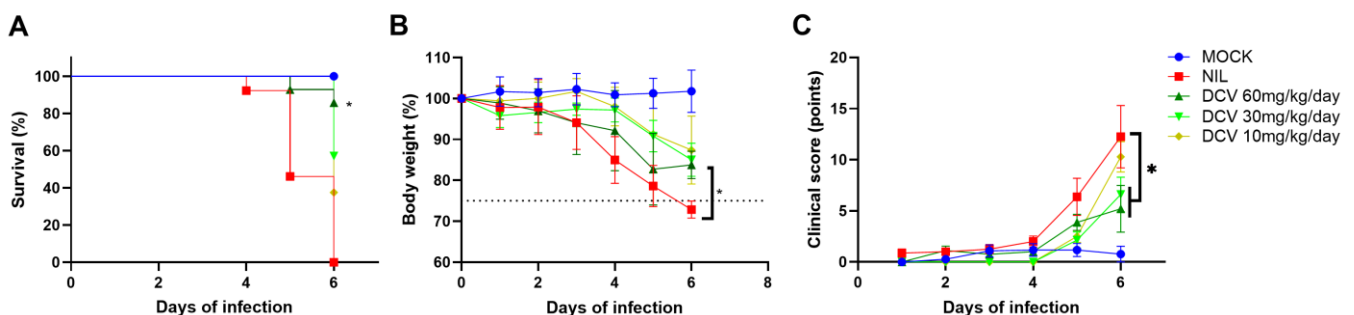 A
Survival (%)
100
80
60
40
20
0
*
0
2
4
6
Days of infection
B
Body weight (%)
110
100
90
80
70
60
*
0
2
4
6
8
Days of infection
C
Clinical score (points)
20
15
10
5
0
*
0
2
4
6
Days of infection
MOCK
NIL
DCV 60mg/kg/day
DCV 30mg/kg/day
DCV 10mg/kg/day